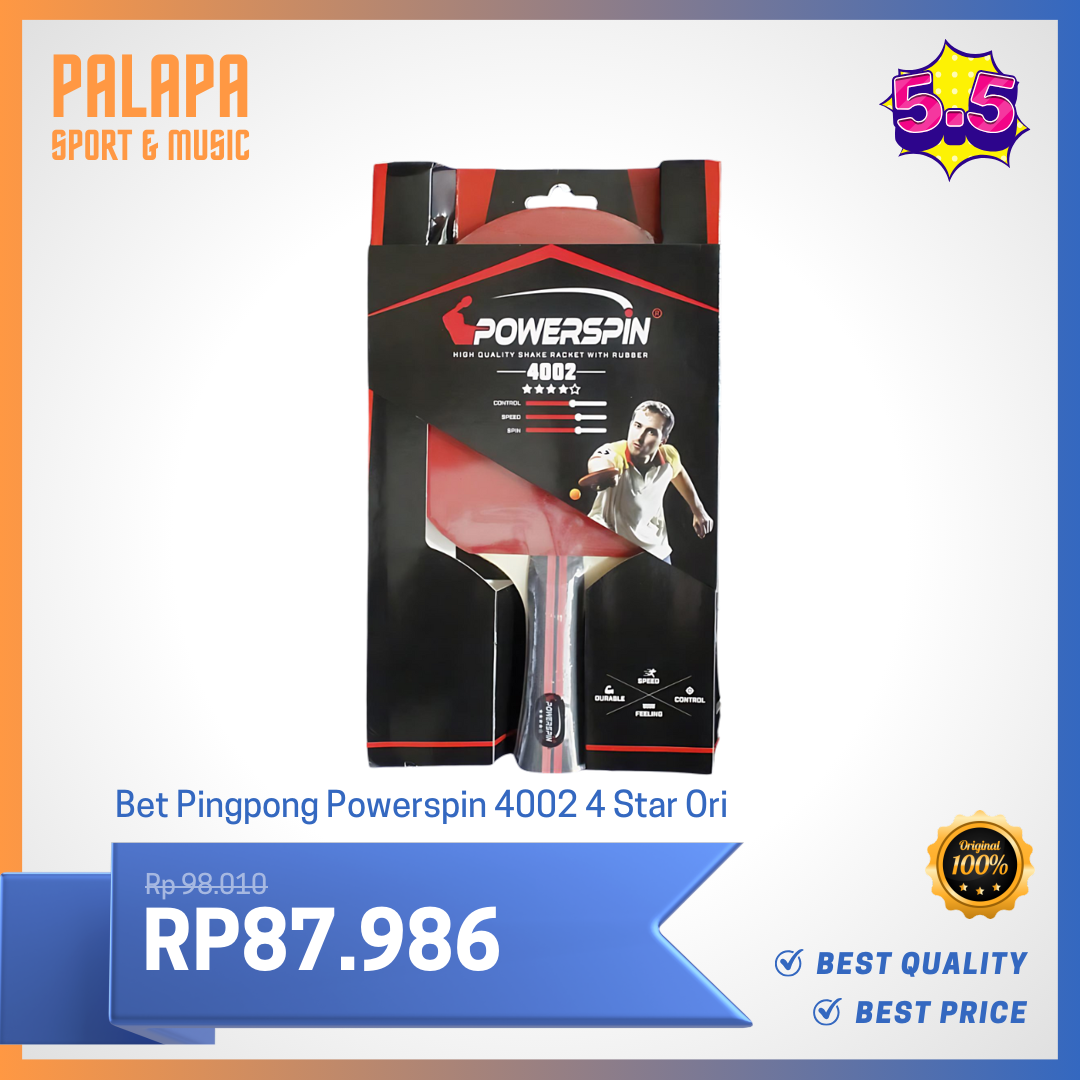 PALAPA
SPORT & MUSIC
5.5
POWERSPIN
HIGH QUALITY SHAKE RACKET WITH RUBBER
4002
CONTROL
SPEED
SPIN
SPEED
DURABLE
CONTROL
FEELING
POWERSPIN
Bet Pingpong Powerspin 4002 4 Star Ori
Rp 98.010
RP87.986
Original
100%
BEST QUALITY
BEST PRICE